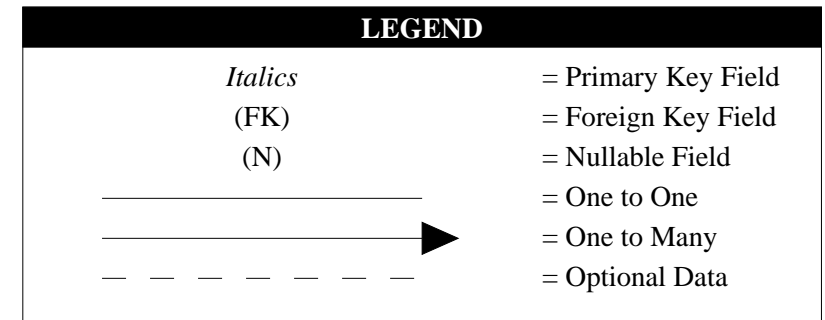 LEGEND
Italics = Primary Key Field
(FK) = Foreign Key Field
(N) = Nullable Field
= One to One
= One to Many
= Optional Data